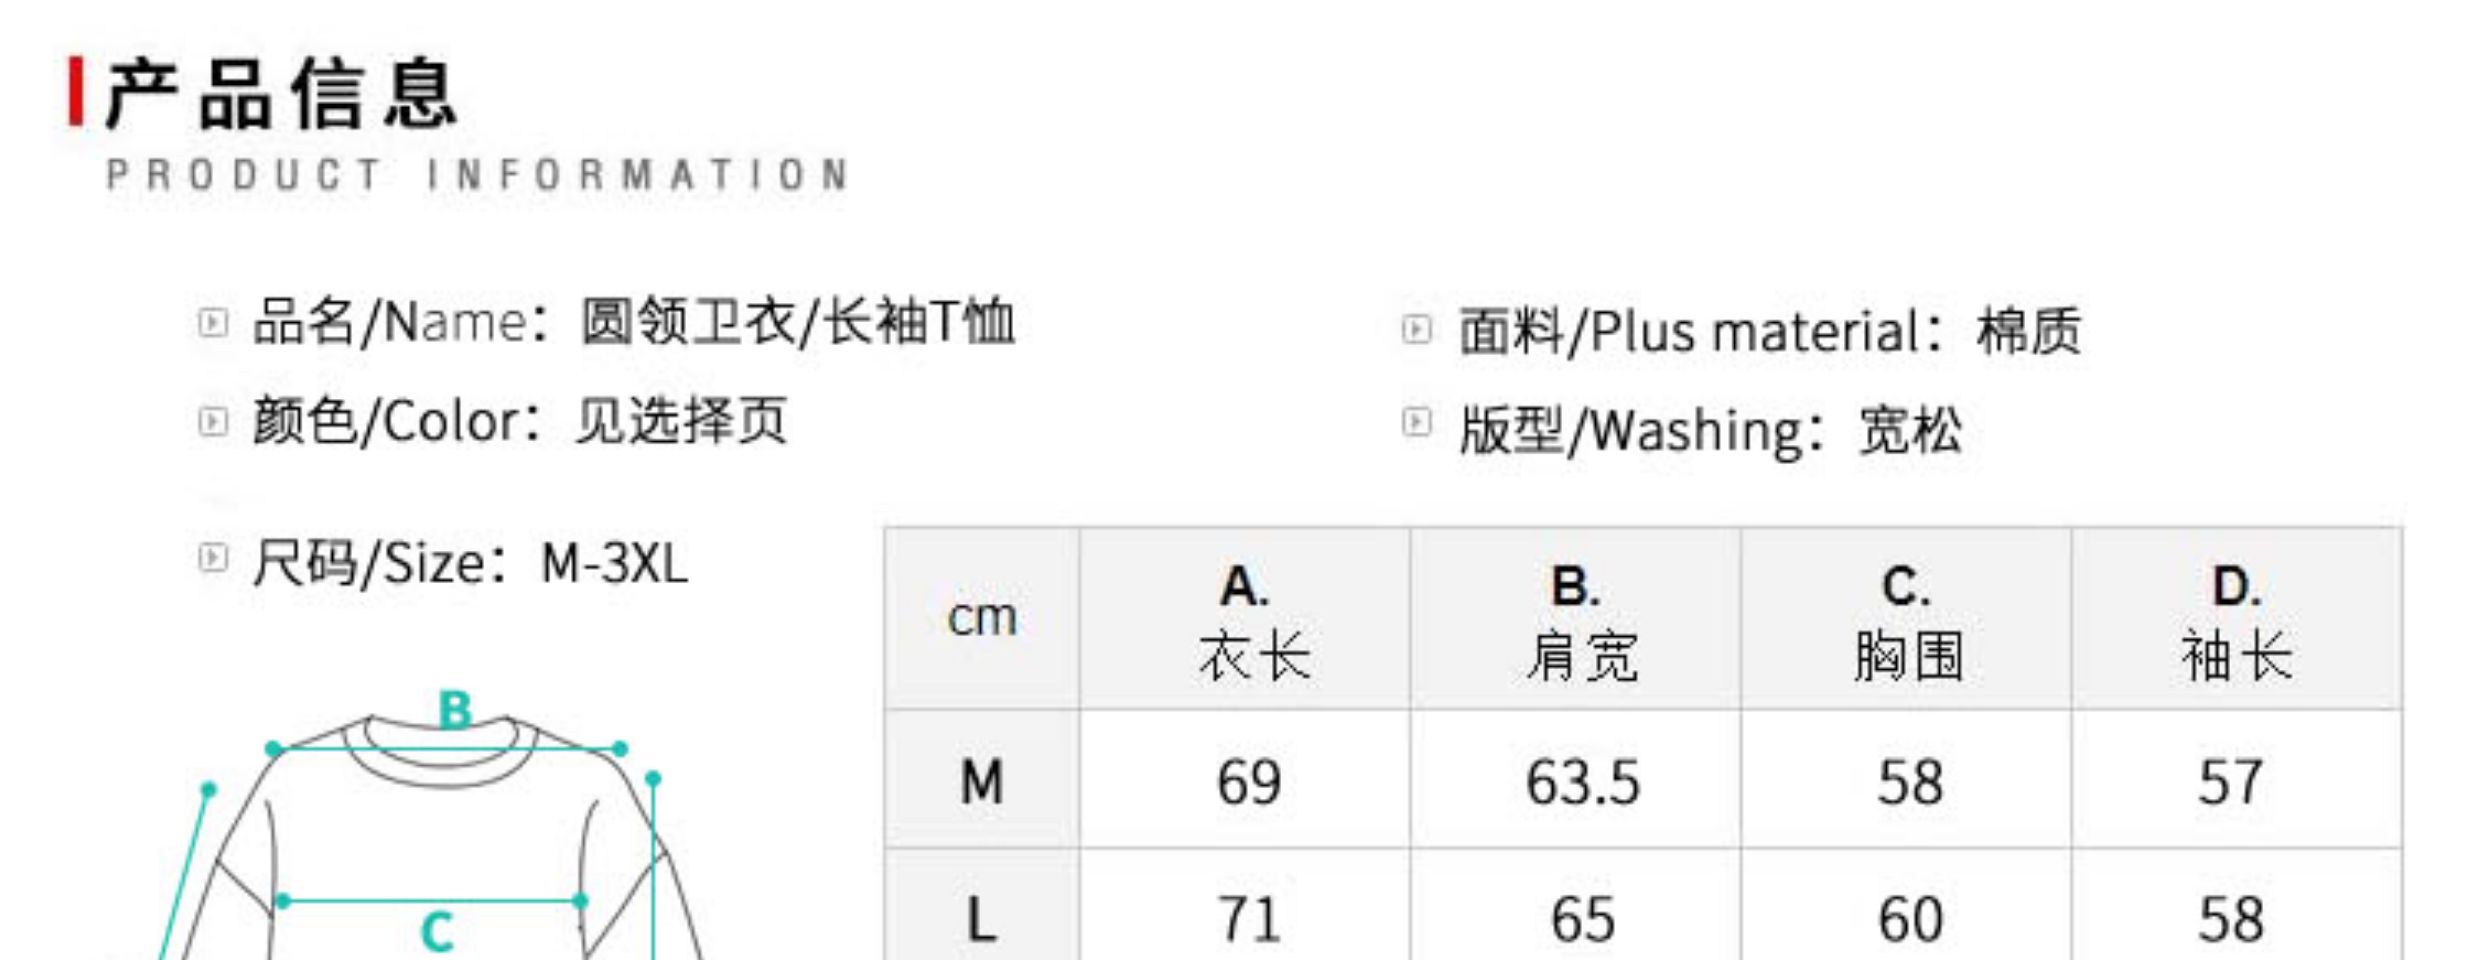 产品信息
PRODUCT INFORMATION
品名/Name：圆领卫衣/长袖T恤
面料/Plus material：棉质
颜色/Color：见选择页
版型/Washing：宽松
尺码/Size：M-3XL
B
C
cm A. 衣长 B. 肩宽 C. 胸围 D. 袖长
M 69 63.5 58 57
L 71 65 60 58